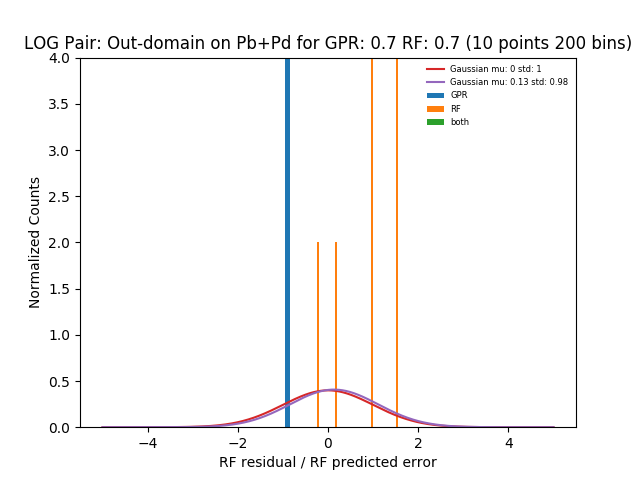 LOG Pair: Out-domain on Pb+Pd for GPR: 0.7 RF: 0.7 (10 points 200 bins)
Normalized Counts
4.0
3.5
3.0
2.5
2.0
1.5
1.0
0.5
0.0
Gaussian mu: 0 std: 1
Gaussian mu: 0.13 std: 0.98
GPR
RF
both
−4
−2
0
2
4
RF residual / RF predicted error